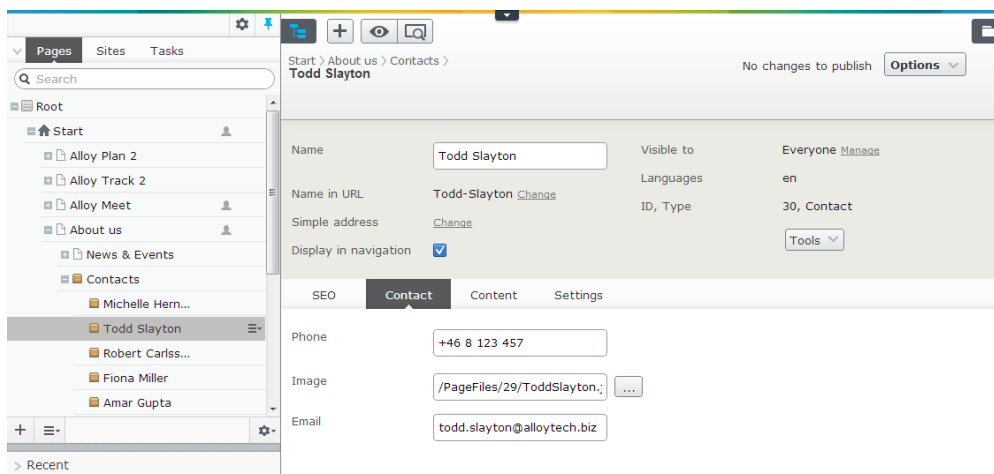 Pages Sites Tasks
Search
Root
Start
Alloy Plan 2
Alloy Track 2
Alloy Meet
About us
News & Events
Contacts
Michelle Hern...
Todd Slayton
Robert Carlss...
Fiona Miller
Amar Gupta
Recent
Start > About us > Contacts >
Todd Slayton
No changes to publish Options
Name Todd Slayton
Name in URL Todd-Slayton Change
Simple address Change
Display in navigation
Visible to Everyone Manage
Languages en
ID, Type 30, Contact
Tools
SEO Contact Content Settings
Phone +46 8 123 457
Image /PageFiles/29/ToddSlayton. ...
Email todd.slayton@alloytech.biz